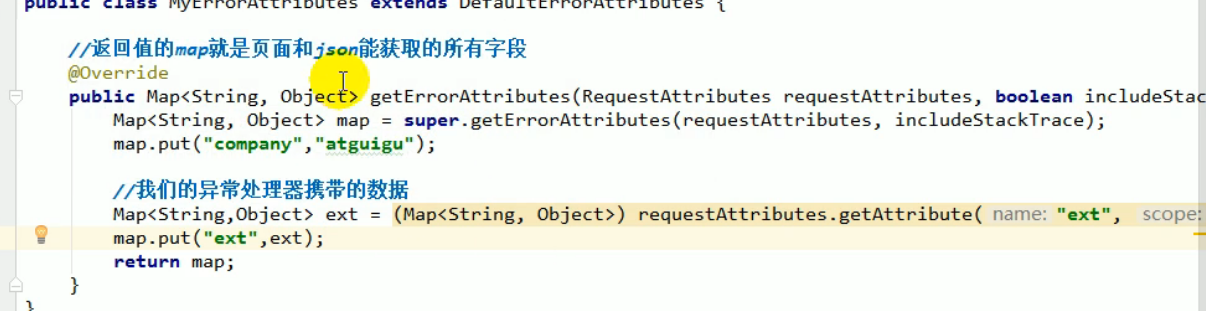 public class MyErrorAttributes extends DefaultErrorAttributes {
//返回值的map就是页面和json能获取的所有字段
@Override
public Map<String, Object> getErrorAttributes(RequestAttributes requestAttributes, boolean includeStac
Map<String, Object> map = super.getErrorAttributes(requestAttributes, includeStackTrace);
map.put("company","atguigu");
//我们的异常处理器携带的数据
Map<String,Object> ext = (Map<String, Object>) requestAttributes.getAttribute( name: "ext", scope:
map.put("ext",ext);
return map;
}
}